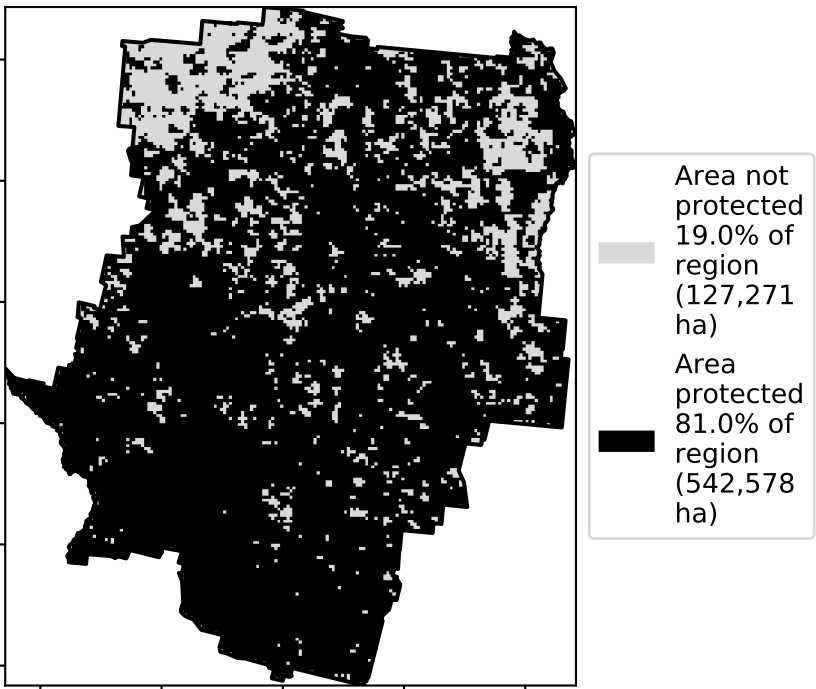 Area not
protected
19.0% of
region
(127,271
ha)
Area
protected
81.0% of
region
(542,578
ha)